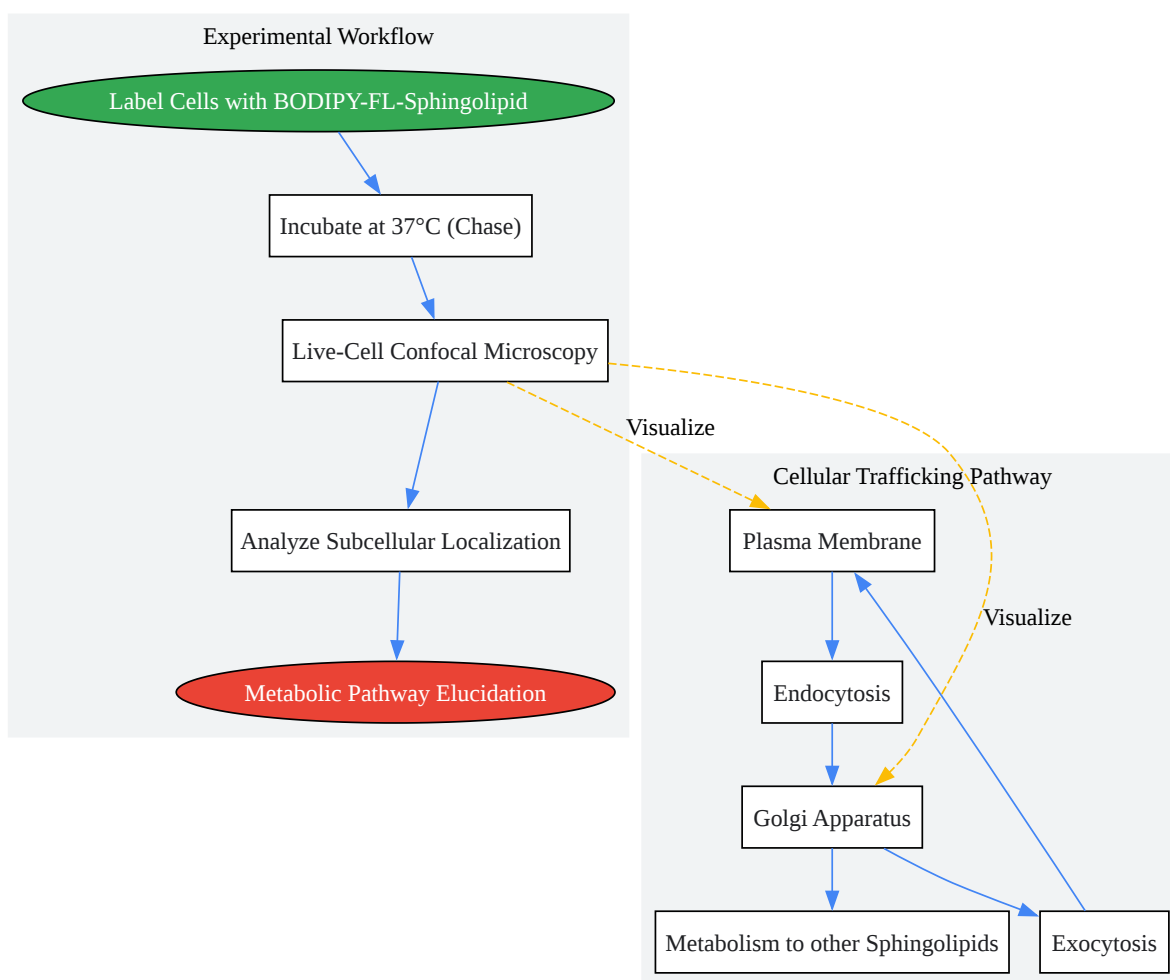 Experimental Workflow
Label Cells with BODIPY-FL-Sphingolipid
Incubate at 37°C (Chase)
Live-Cell Confocal Microscopy
Visualize
Analyze Subcellular Localization
Metabolic Pathway Elucidation
Cellular Trafficking Pathway
Plasma Membrane
Visualize
Endocytosis
Golgi Apparatus
Metabolism to other Sphingolipids
Exocytosis